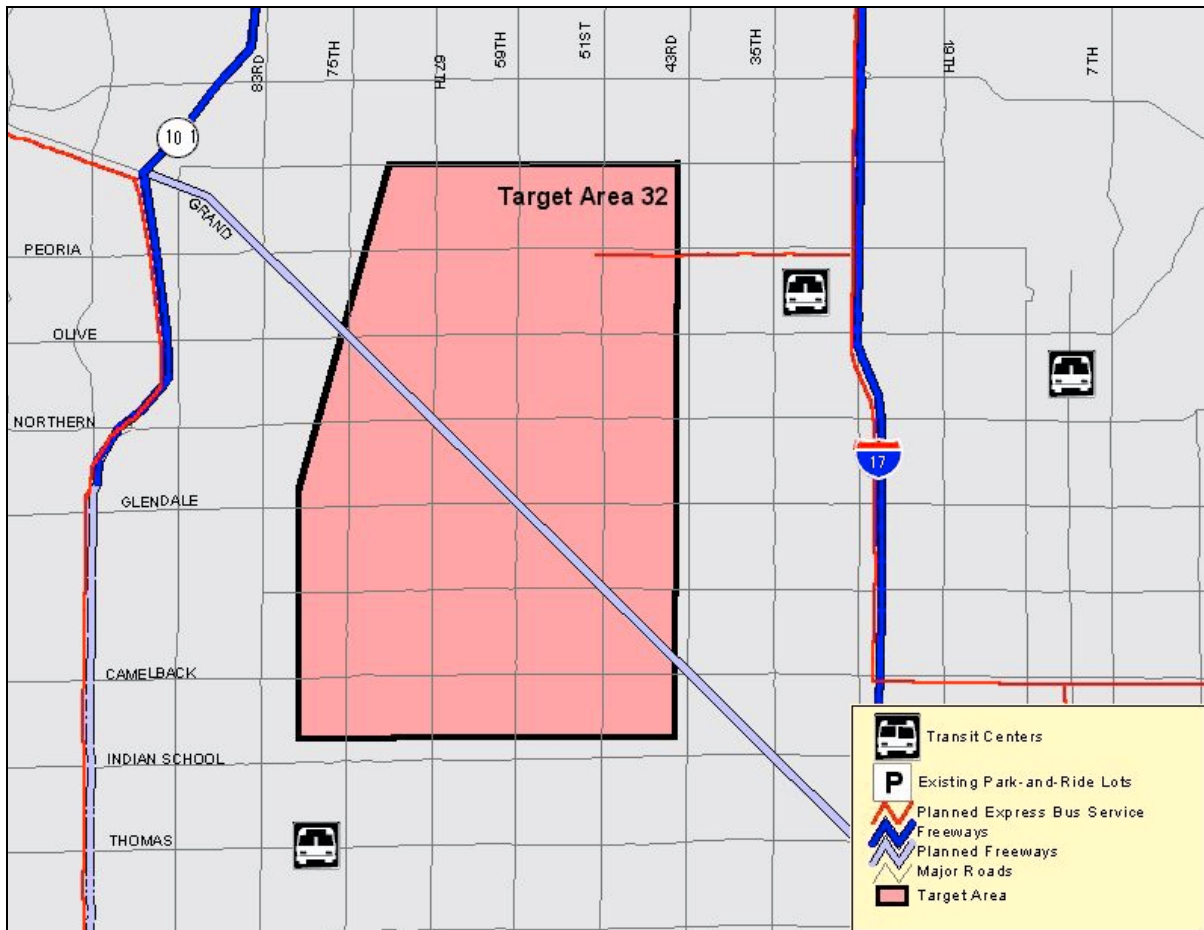 83RD
75TH
67TH
59TH
51ST
43RD
35TH
19TH
7TH
10 1
GRAND
Target Area 32
PEORIA
OLIVE
NORTHERN
17
GLENDALE
CAMELBACK
INDIAN SCHOOL
THOMAS
Transit Centers
P Existing Park-and-Ride Lots
Planned Express Bus Service
Freeways
Planned Freeways
Major Roads
Target Area